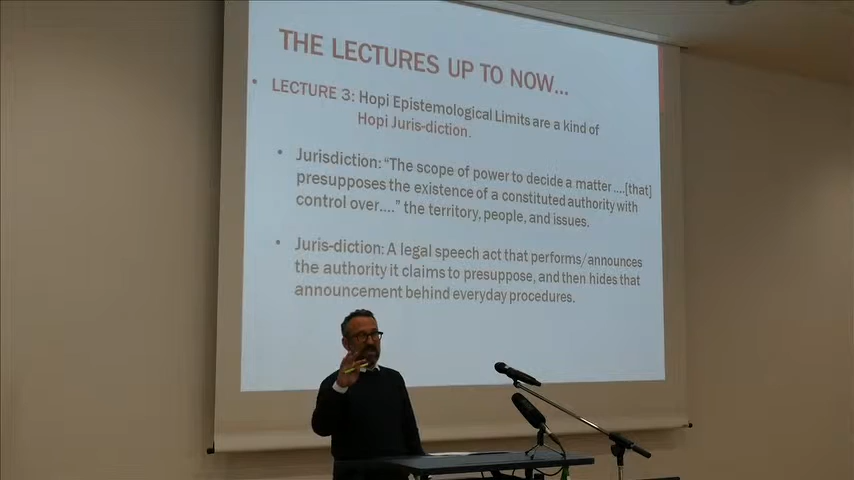 THE LECTURES UP TO NOW...
• LECTURE 3: Hopi Epistemological Limits are a kind of
Hopi Juris-diction.
• Jurisdiction: “The scope of power to decide a matter ....[that]
presupposes the existence of a constituted authority with
control over....” the territory, people, and issues.
• Juris-diction: A legal speech act that performs/announces
the authority it claims to presuppose, and then hides that
announcement behind everyday procedures.